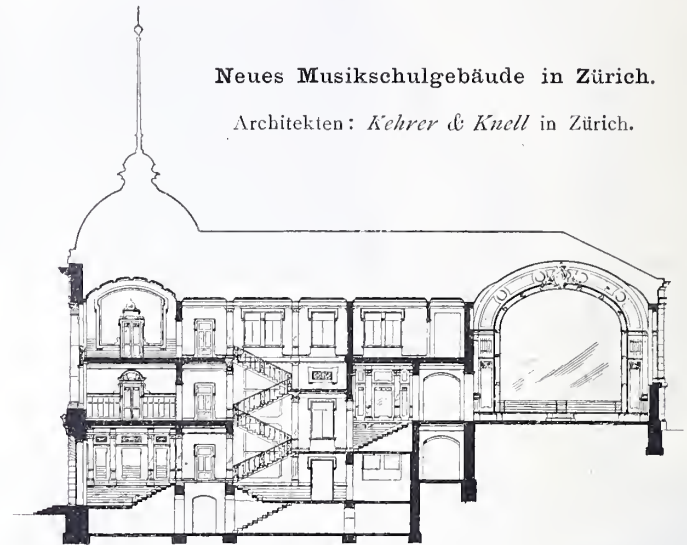 Neues Musikschulgebäude in Zürich.
Architekten: Kehrer & Knell in Zürich.